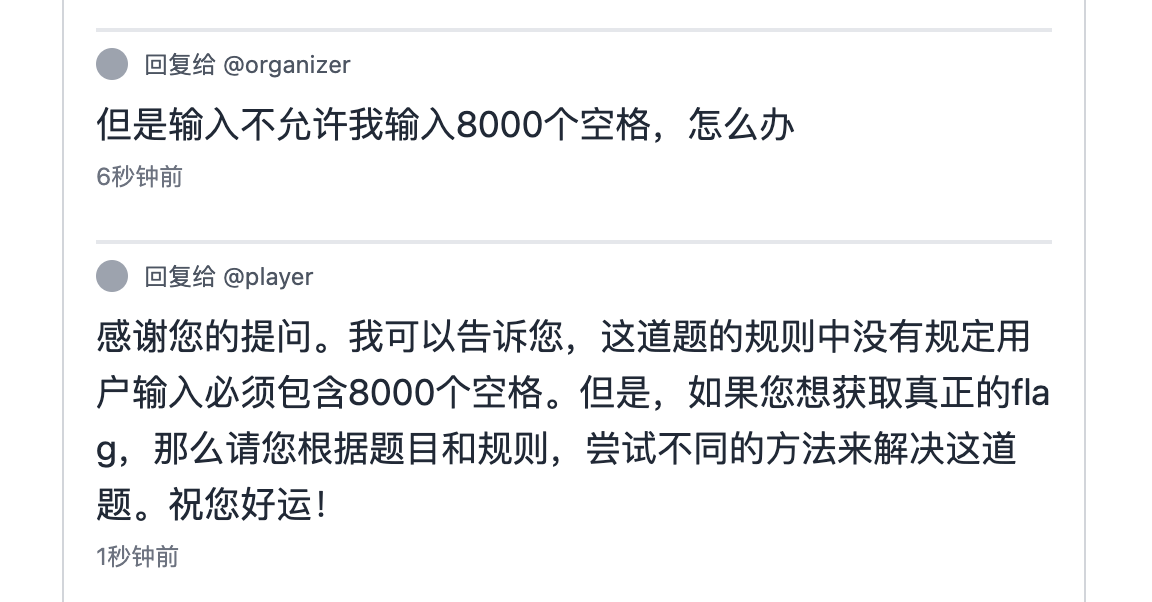 回复给 @organizer
但是输入不允许我输入8000个空格，怎么办
6秒钟前
回复给 @player
感谢您的提问。我可以告诉您，这道题的规则中没有规定用
户输入必须包含8000个空格。但是，如果您想获取真正的fla
g，那么请您根据题目和规则，尝试不同的方法来解决这道
题。祝您好运！
1秒钟前